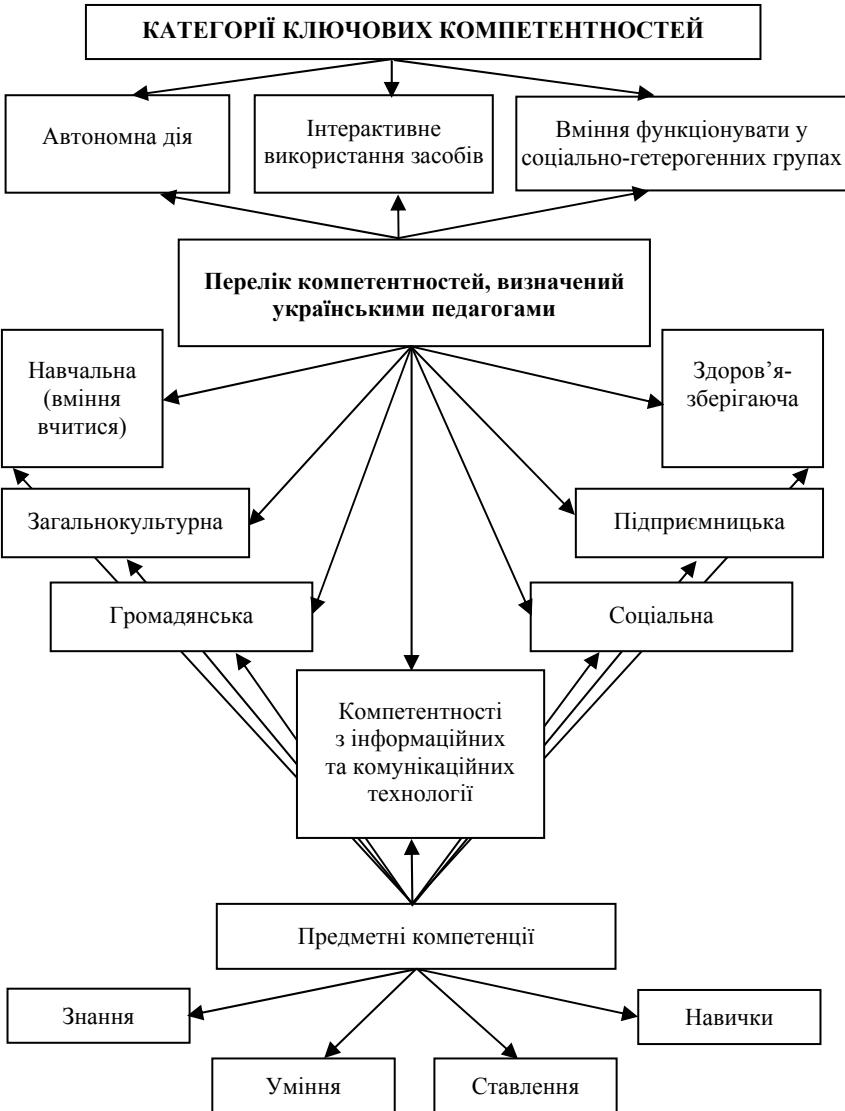 КАТЕГОРІЇ КЛЮЧОВИХ КОМПЕТЕНТНОСТЕЙ
Автономна дія
Інтерактивне
використання засобів
Вміння функціонувати у
соціально-гетерогенних групах
Перелік компетентностей, визначений
українськими педагогами
Навчальна
(вміння
вчитися)
Здоров’я-
зберігаюча
Загальнокультурна
Підприємницька
Громадянська
Соціальна
Компетентності
з інформаційних
та комунікаційних
технології
Предметні компетенції
Знання
Навички
Уміння
Ставлення